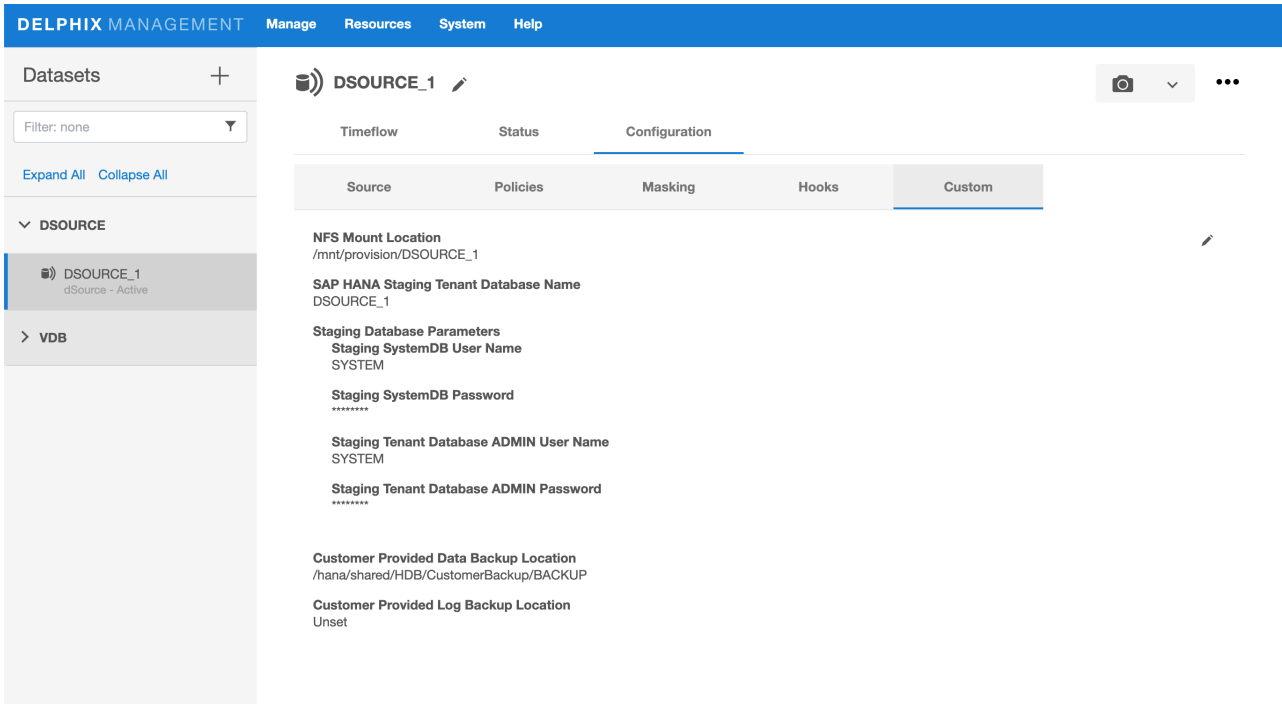 DELPHIX MANAGEMENT Manage Resources System Help
Datasets
Filter: none
Expand All Collapse All
DSOURCE
DSOURCE_1
dSource - Active
VDB
DSOURCE_1
Timeflow Status Configuration
Source Policies Masking Hooks Custom
NFS Mount Location
/mnt/provision/DSOURCE_1
SAP HANA Staging Tenant Database Name
DSOURCE_1
Staging Database Parameters
Staging SystemDB User Name
SYSTEM
Staging SystemDB Password
********
Staging Tenant Database ADMIN User Name
SYSTEM
Staging Tenant Database ADMIN Password
********
Customer Provided Data Backup Location
/hana/shared/HDB/CustomerBackup/BACKUP
Customer Provided Log Backup Location
Unset